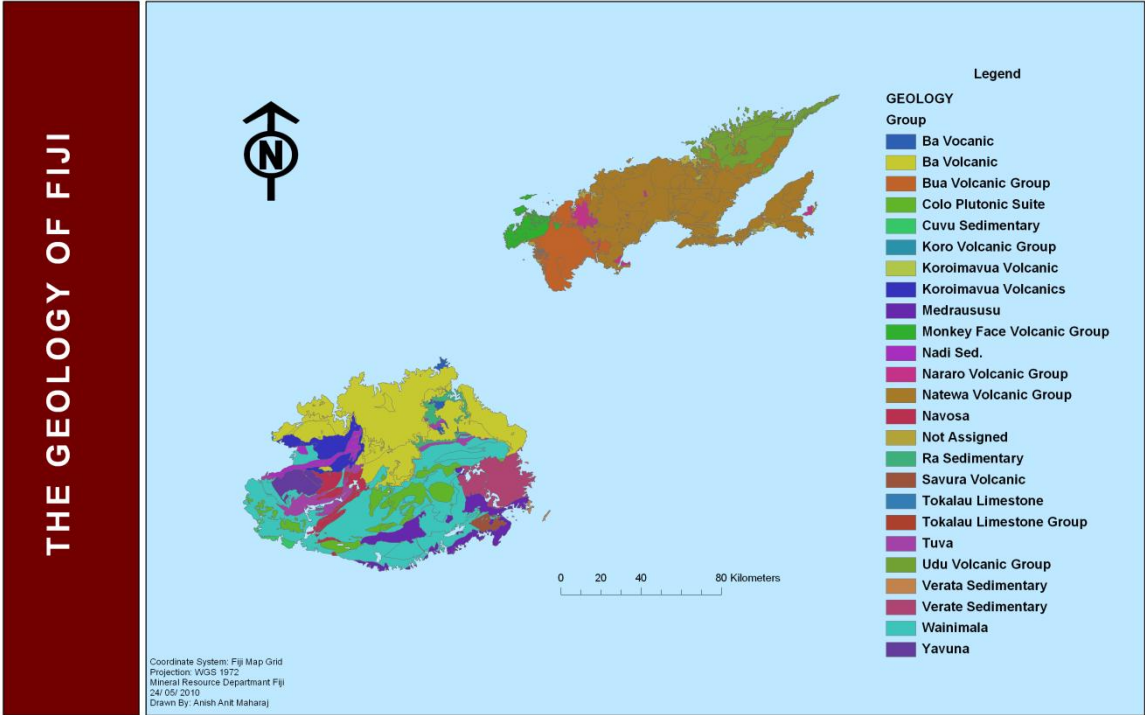 THE GEOLOGY OF FIJI
N
Legend
GEOLOGY
Group
Ba Vocanic
Ba Volcanic
Bua Volcanic Group
Colo Plutonic Suite
Cuvu Sedimentary
Koro Volcanic Group
Koroimavua Volcanic
Koroimavua Volcanics
Medraususu
Monkey Face Volcanic Group
Nadi Sed.
Nararo Volcanic Group
Natewa Volcanic Group
Navosa
Not Assigned
Ra Sedimentary
Savura Volcanic
Tokalau Limestone
Tokalau Limestone Group
Tuva
Udu Volcanic Group
Verata Sedimentary
Verate Sedimentary
Wainimala
Yavuna
0 20 40 80 Kilometers
Coordinate System: Fiji Map Grid
Projection: WGS 1972
Mineral Resource Departmant Fiji
24/ 05/ 2010
Drawn By: Anish Anit Maharaj